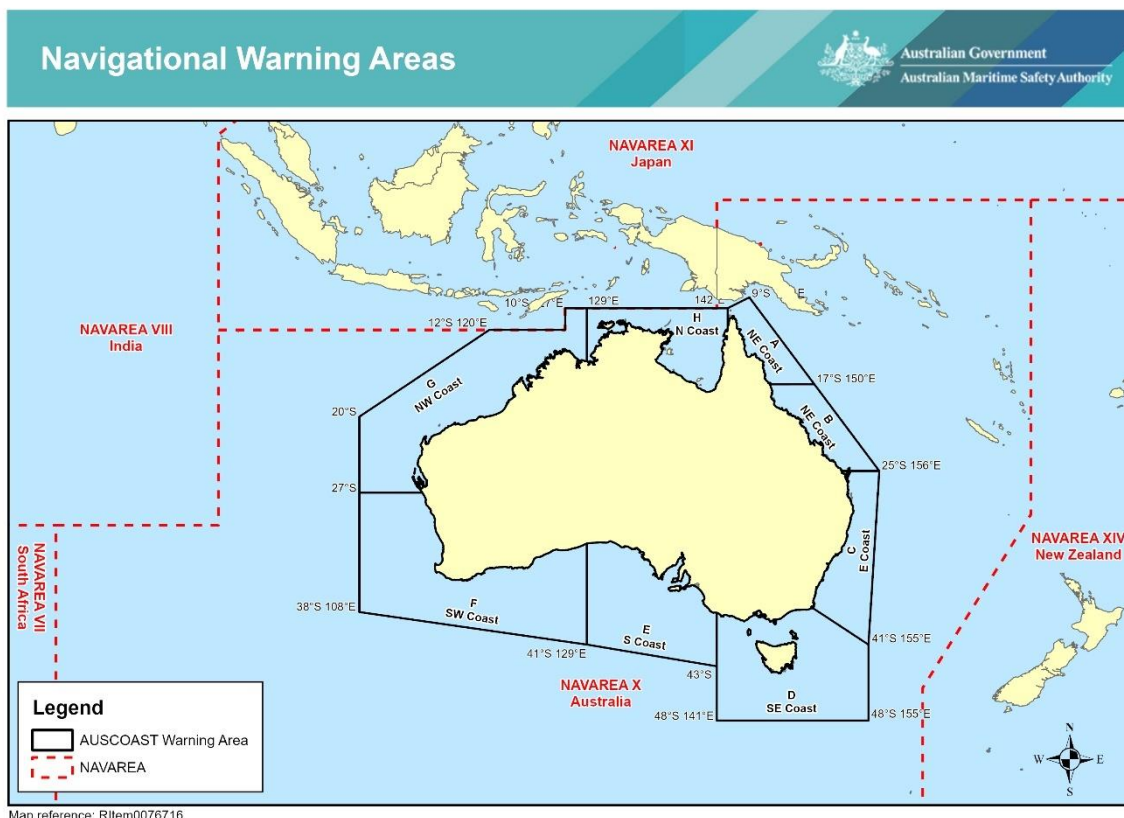 Navigational Warning Areas
Australian Government
Australian Maritime Safety Authority
NAVAREA XI
Japan
NAVAREA VIII
India
10°S
129°E
142
9°S
E
12°S 120°E
H
N Coast
A
NE Coast
G
NW Coast
17°S 150°E
B
NE Coast
20°S
25°S 156°E
27°S
NAVAREA VII
South Africa
C
E Coast
NAVAREA XIV
New Zealand
38°S 108°E
F
SW Coast
E
S Coast
41°S 129°E
41°S 155°E
43°S
NAVAREA X
Australia
D
SE Coast
48°S 141°E
48°S 155°E
Legend
AUSCOAST Warning Area
NAVAREA
N
W
E
S
Map reference: RItem0076716